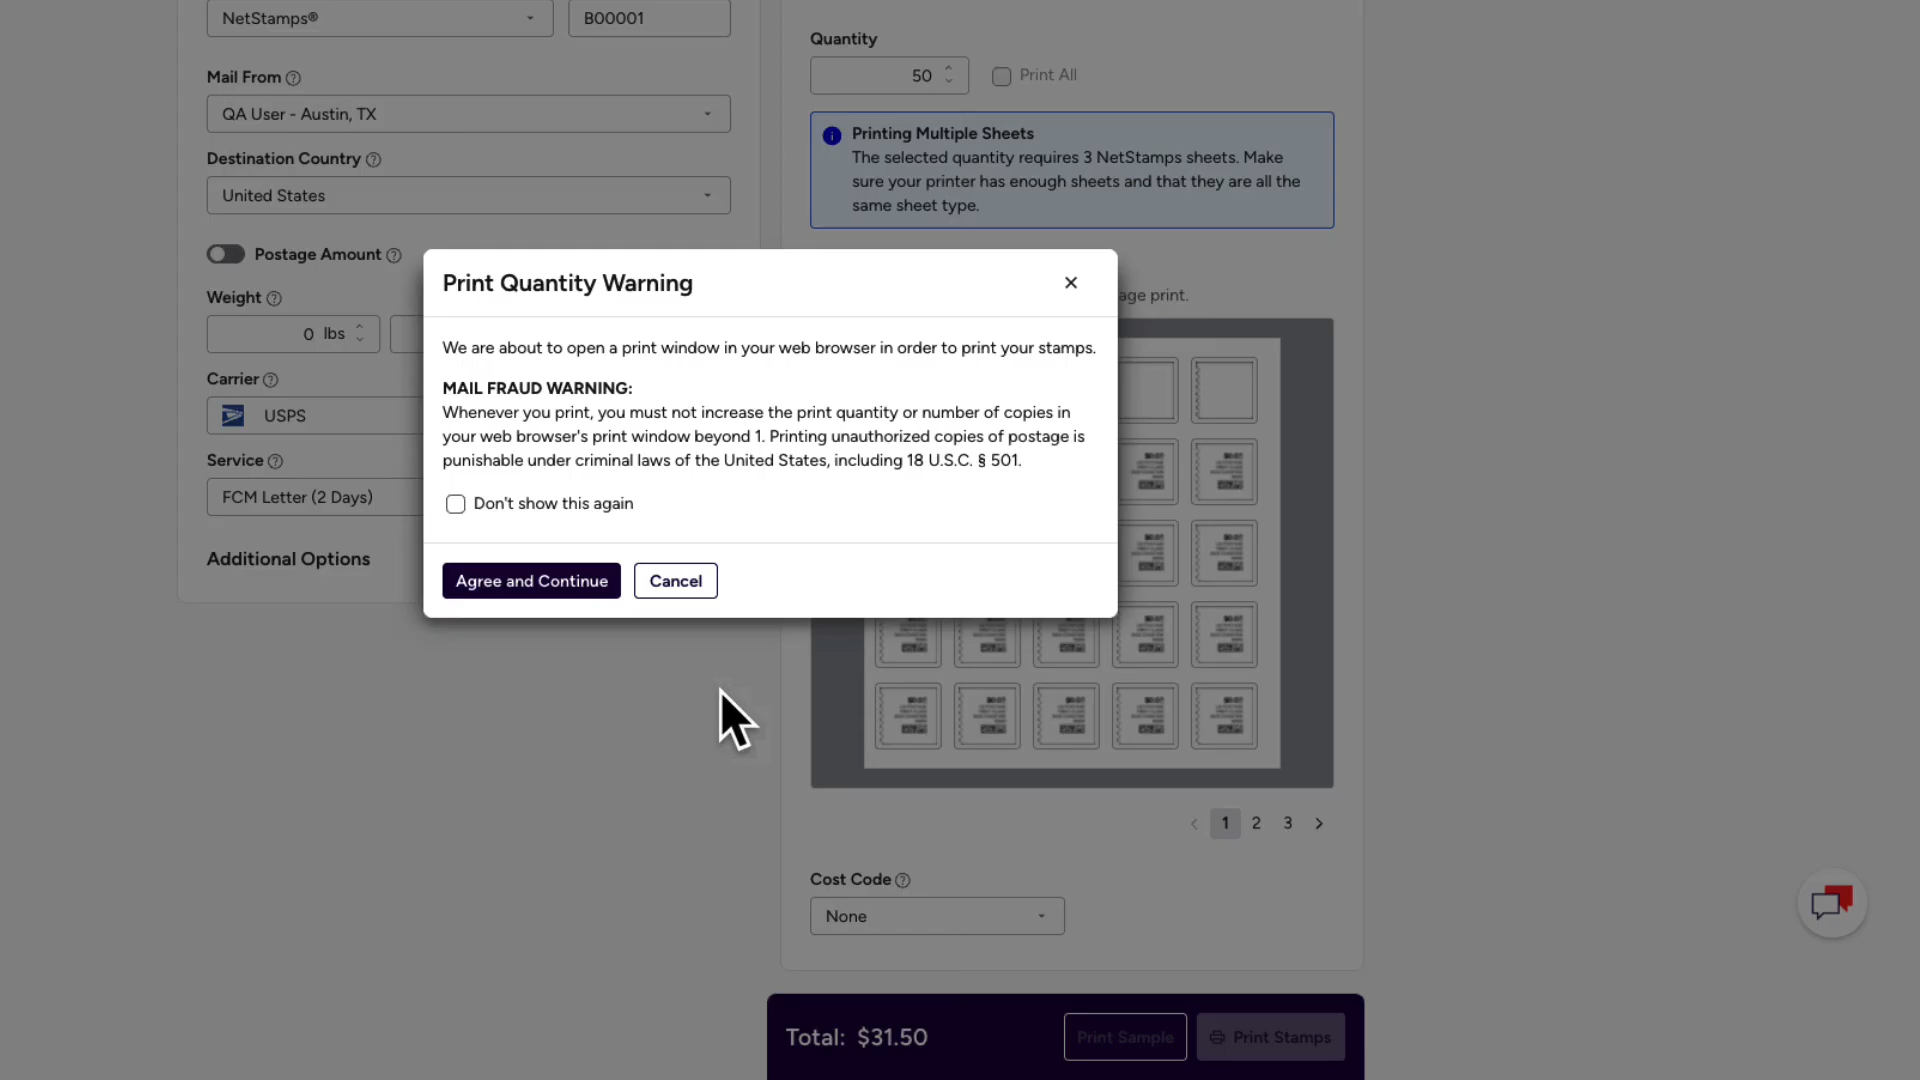 NetStamps®
B00001
Mail From
QA User - Austin, TX
Destination Country
United States
Postage Amount
Weight
0 lbs
Carrier
USPS
Service
FCM Letter (2 Days)
Additional Options
Quantity
50
Print All
Printing Multiple Sheets
The selected quantity requires 3 NetStamps sheets. Make
sure your printer has enough sheets and that they are all the
same sheet type.
print.
Print Quantity Warning
We are about to open a print window in your web browser in order to print your stamps.
MAIL FRAUD WARNING:
Whenever you print, you must not increase the print quantity or number of copies in
your web browser's print window beyond 1. Printing unauthorized copies of postage is
punishable under criminal laws of the United States, including 18 U.S.C. § 501.
Don't show this again
Agree and Continue
Cancel
1 2 3
Cost Code
None
Total: $31.50
Print Sample
Print Stamps